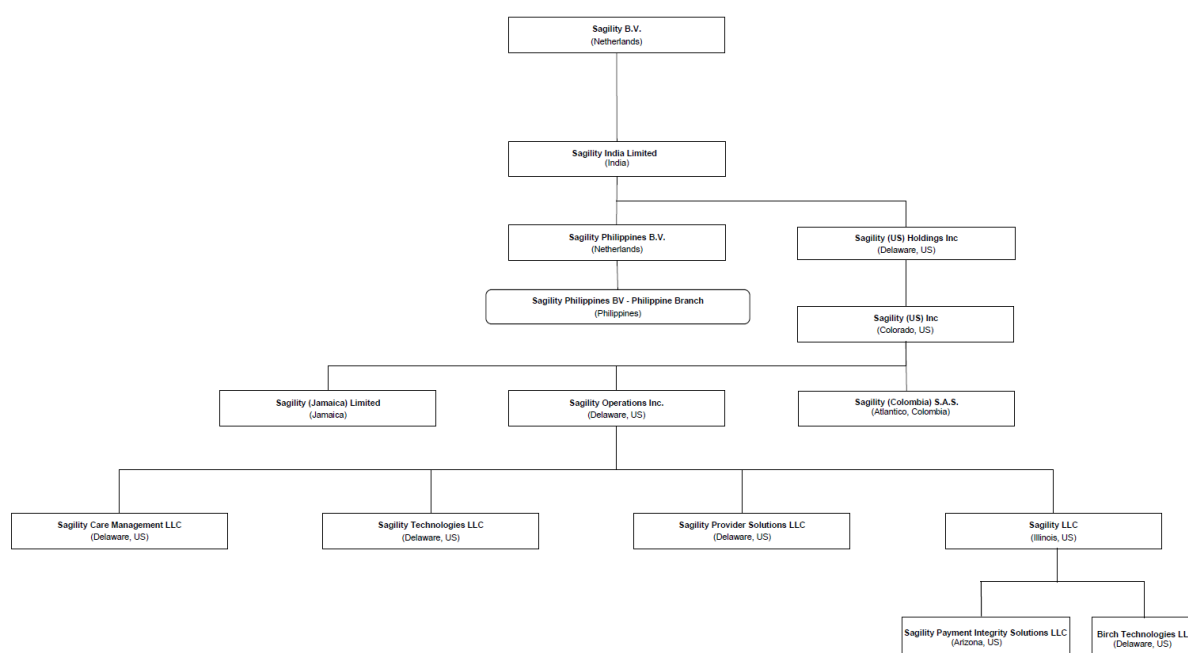 Sagility B.V.
(Netherlands)
Sagility India Limited
(India)
Sagility Philippines B.V.
(Netherlands)
Sagility (US) Holdings Inc
(Delaware, US)
Sagility Philippines BV - Philippine Branch
(Philippines)
Sagility (US) Inc
(Colorado, US)
Sagility (Jamaica) Limited
(Jamaica)
Sagility Operations Inc.
(Delaware, US)
Sagility (Colombia) S.A.S.
(Atlantico, Colombia)
Sagility Care Management LLC
(Delaware, US)
Sagility Technologies LLC
(Delaware, US)
Sagility Provider Solutions LLC
(Delaware, US)
Sagility LLC
(Illinois, US)
Sagility Payment Integrity Solutions LLC
(Arizona, US)
Birch Technologies LL
(Delaware, US)